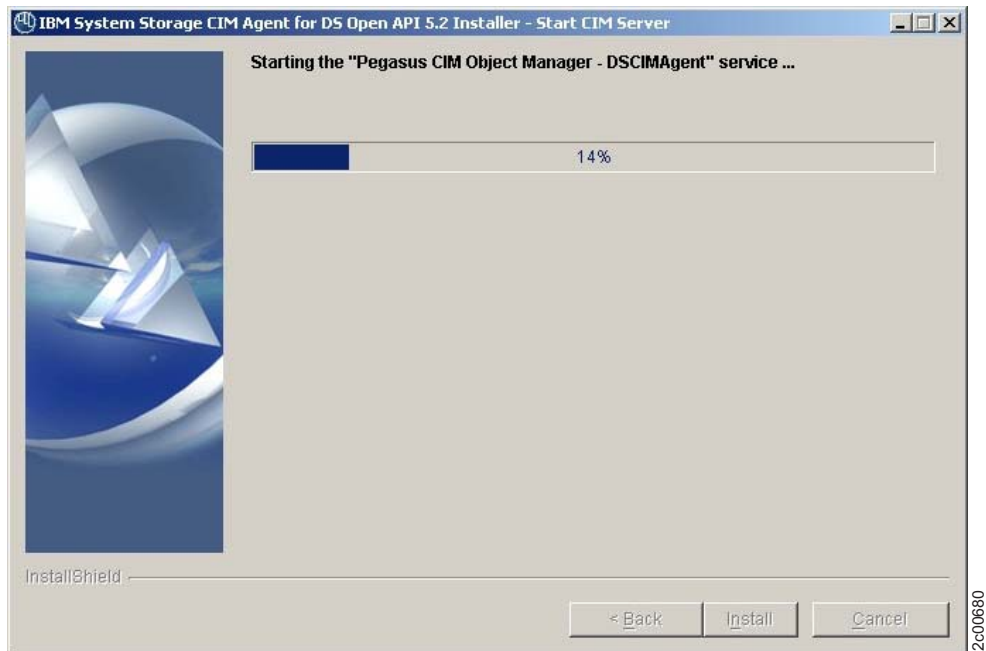 IBM System Storage CIM Agent for DS Open API 5.2 Installer - Start CIM Server
Starting the "Pegasus CIM Object Manager - DSCIMAgent" service ...
14%
InstallShield
< Back
Install
Cancel
2c00680